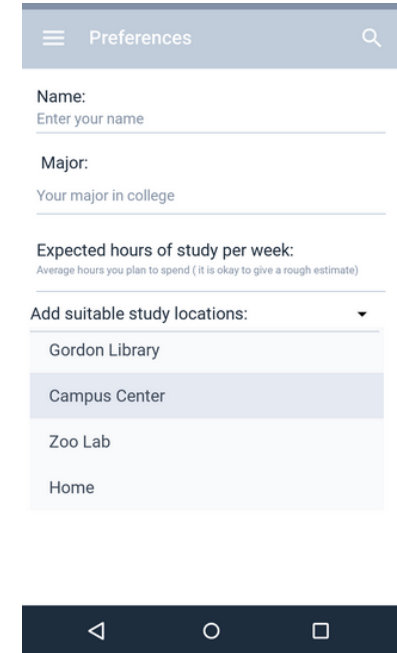 Preferences
Name:
Enter your name
Major:
Your major in college
Expected hours of study per week:
Average hours you plan to spend ( it is okay to give a rough estimate)
Add suitable study locations:
Gordon Library
Campus Center
Zoo Lab
Home